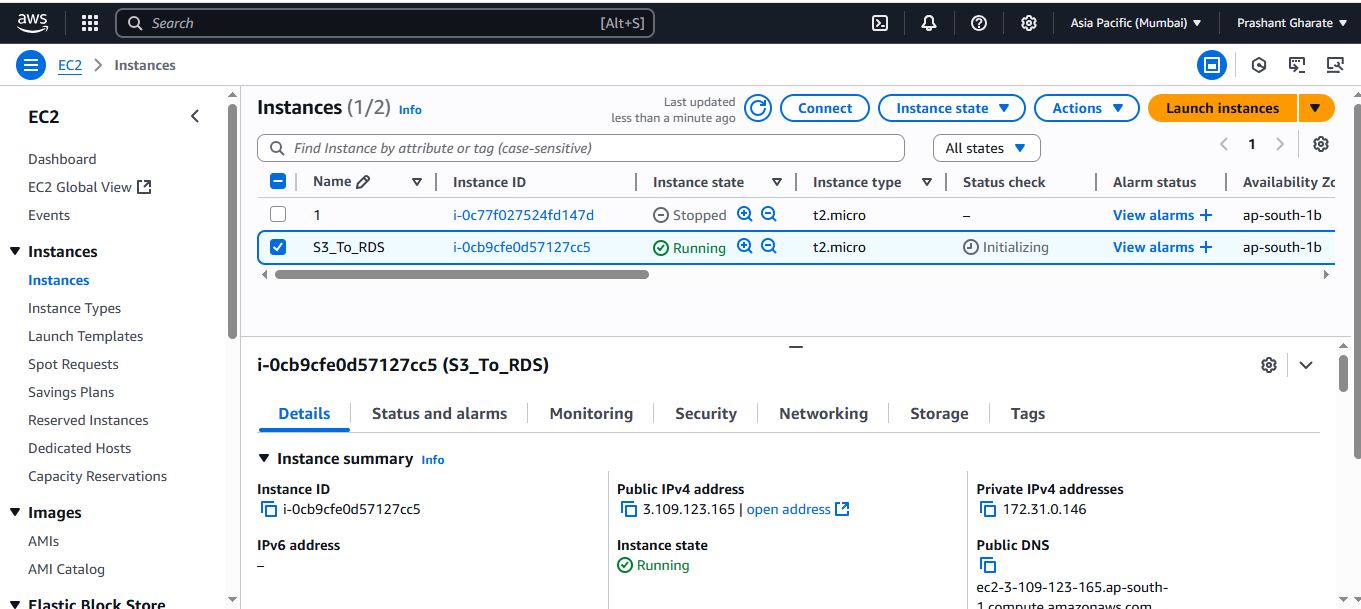 aws
Search [Alt+S]
Asia Pacific (Mumbai)
Prashant Gharate
EC2
Instances
EC2
Dashboard
EC2 Global View
Events
Instances
Instances
Instance Types
Launch Templates
Spot Requests
Savings Plans
Reserved Instances
Dedicated Hosts
Capacity Reservations
Images
AMIs
AMI Catalog
Elastic Block Store
Instances (1/2) Info
Last updated
less than a minute ago
Connect
Instance state
Actions
Launch instances
Find Instance by attribute or tag (case-sensitive)
All states
1
Name Instance ID Instance state Instance type Status check Alarm status Availability Zo
1 i-0c77f027524fd147d Stopped t2.micro – View alarms + ap-south-1b
S3_To_RDS i-0cb9cfe0d57127cc5 Running t2.micro Initializing View alarms + ap-south-1b
i-0cb9cfe0d57127cc5 (S3_To_RDS)
Details Status and alarms Monitoring Security Networking Storage Tags
Instance summary Info
Instance ID
i-0cb9cfe0d57127cc5
IPv6 address
–
Public IPv4 address
3.109.123.165 | open address
Instance state
Running
Private IPv4 addresses
172.31.0.146
Public DNS
ec2-3-109-123-165.ap-south-
1.compute.amazonaws.com